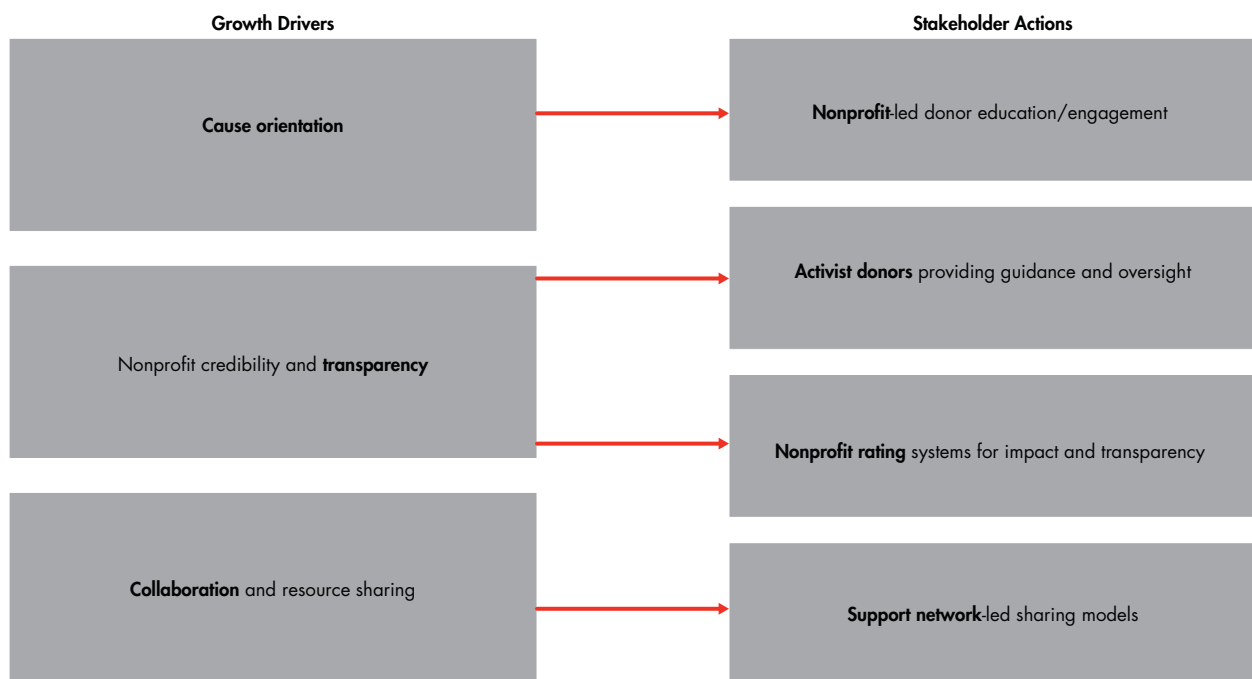 Growth Drivers
Stakeholder Actions
Cause orientation
Nonprofit-led donor education/engagement
Activist donors providing guidance and oversight
Nonprofit credibility and transparency
Nonprofit rating systems for impact and transparency
Collaboration and resource sharing
Support network-led sharing models